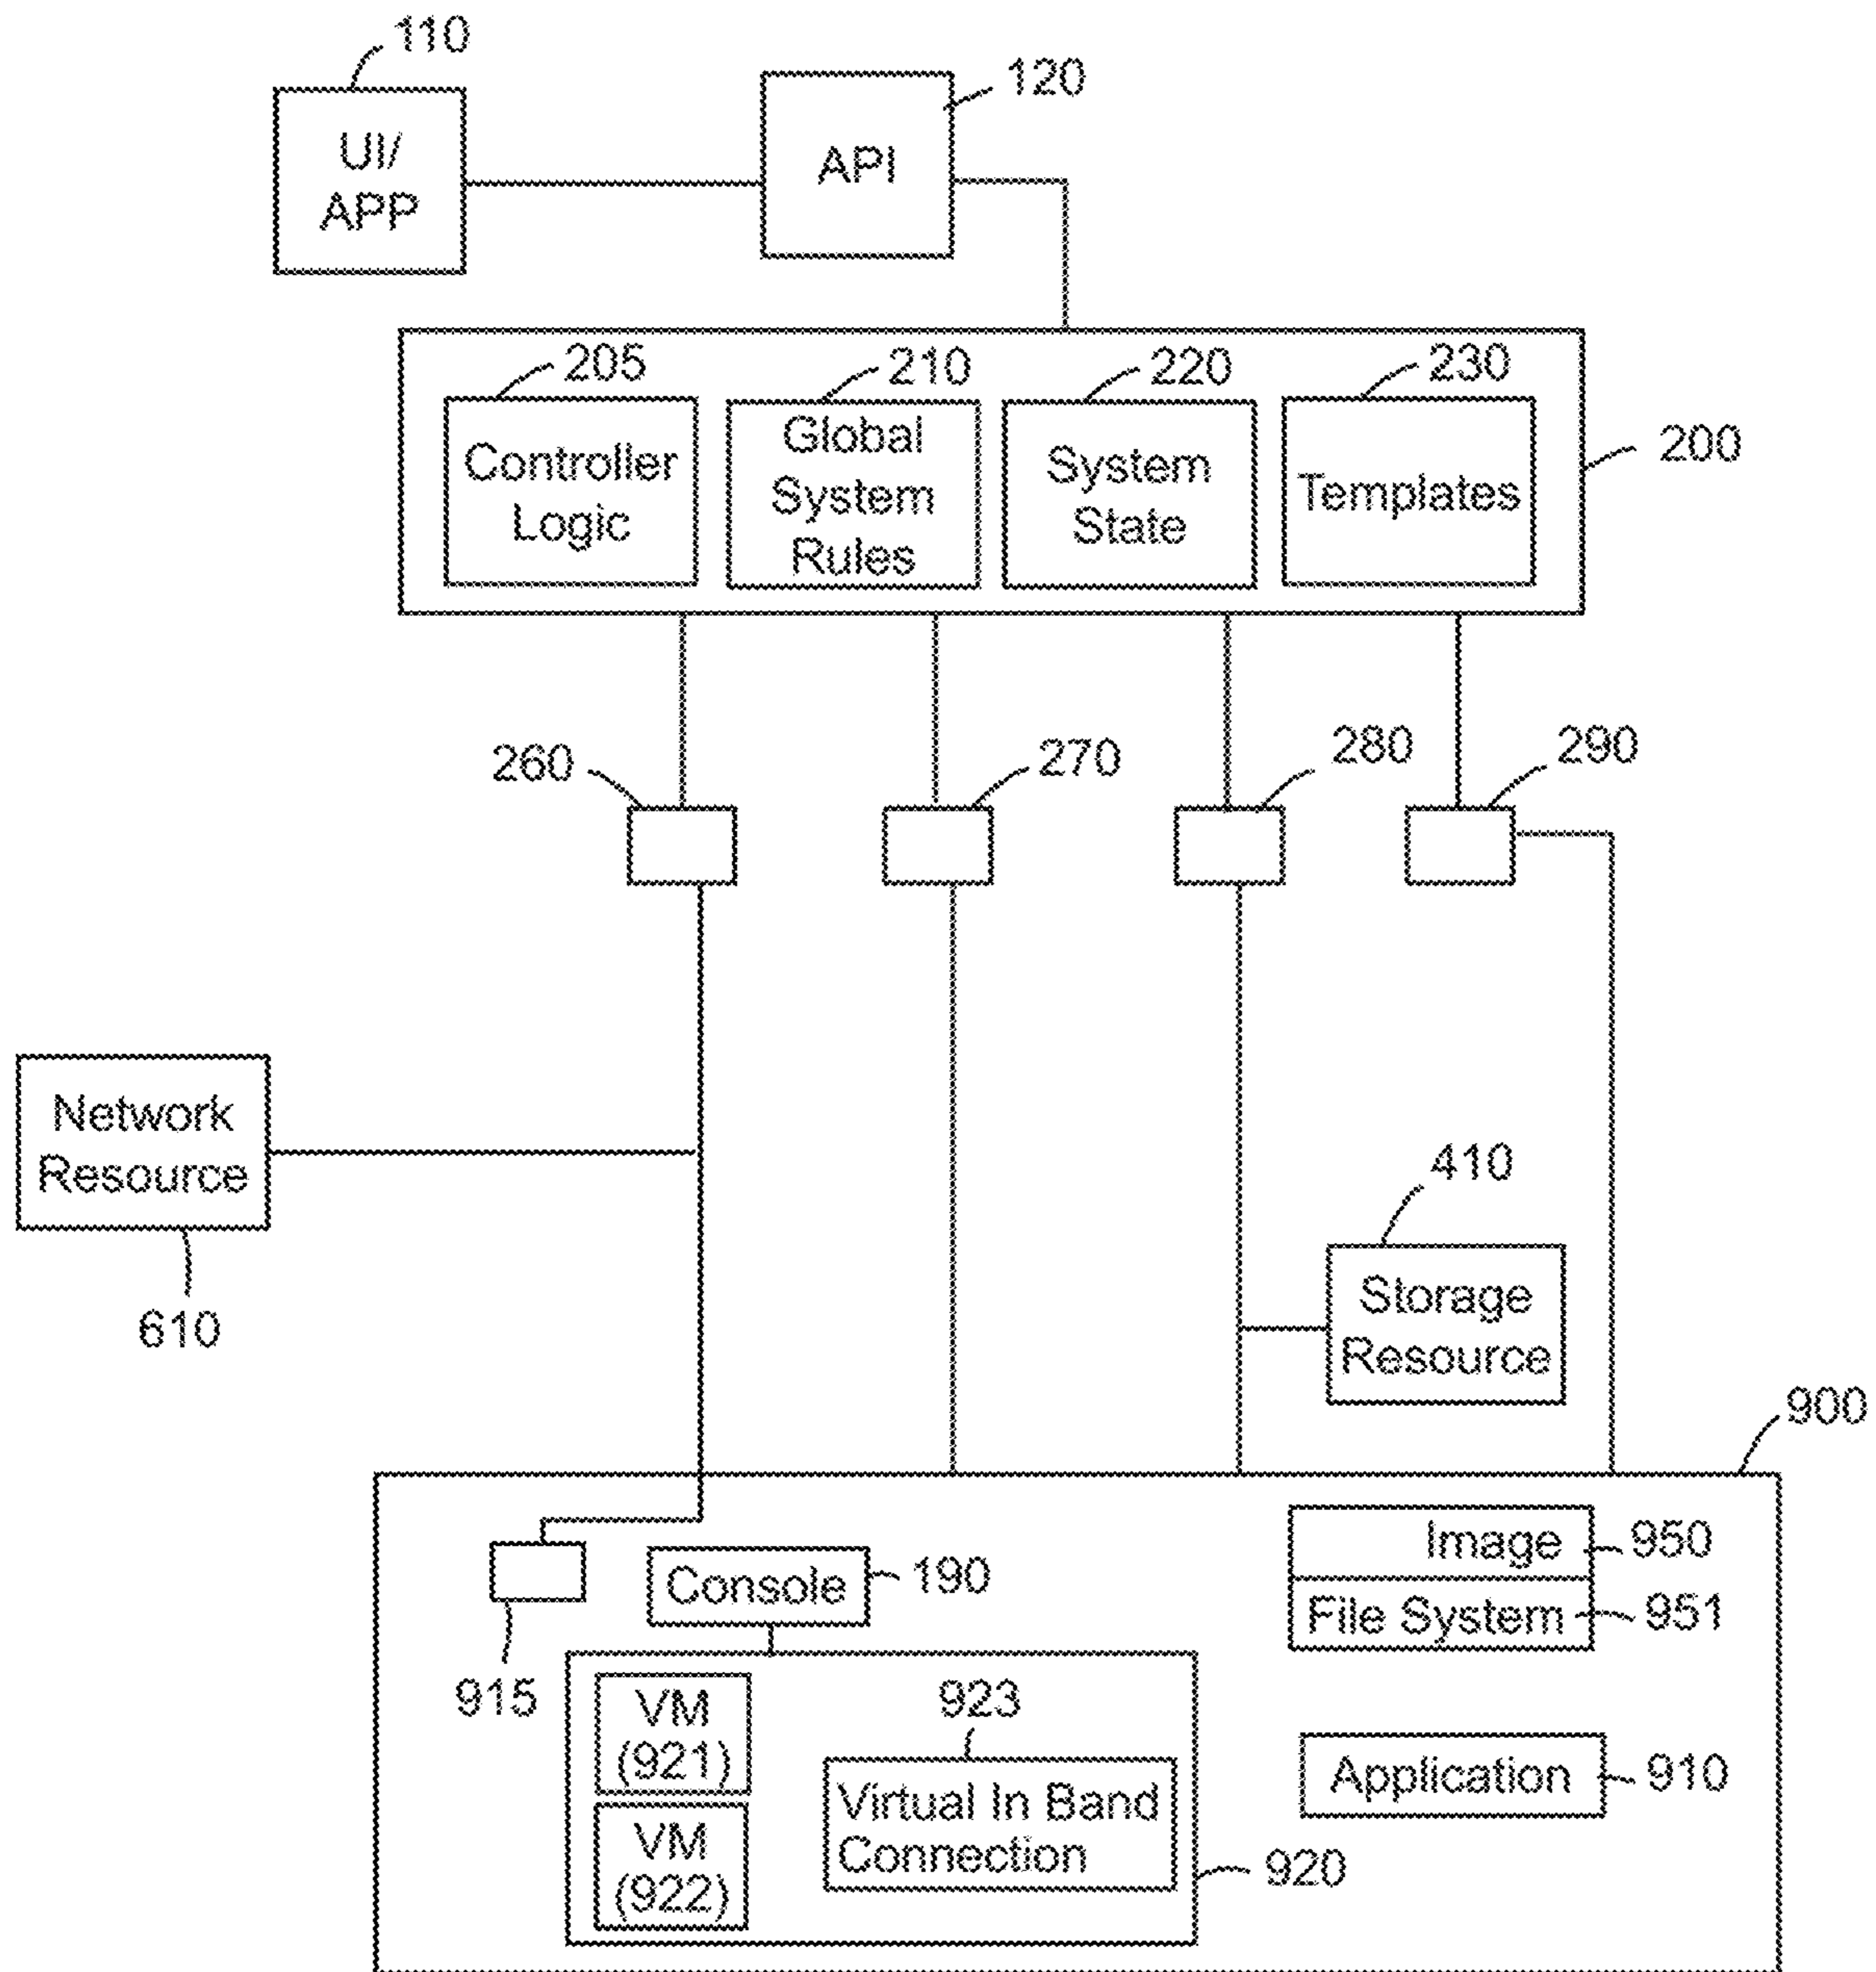 110
120
UI/
APP
API
205
210
220
230
Controller
Logic
Global
System
Rules
System
State
Templates
200
260
270
280
290
Network
Resource
610
410
Storage
Resource
900
915
Console
190
Image
950
File System
951
VM
(921)
VM
(922)
923
Virtual In Band
Connection
920
Application
910